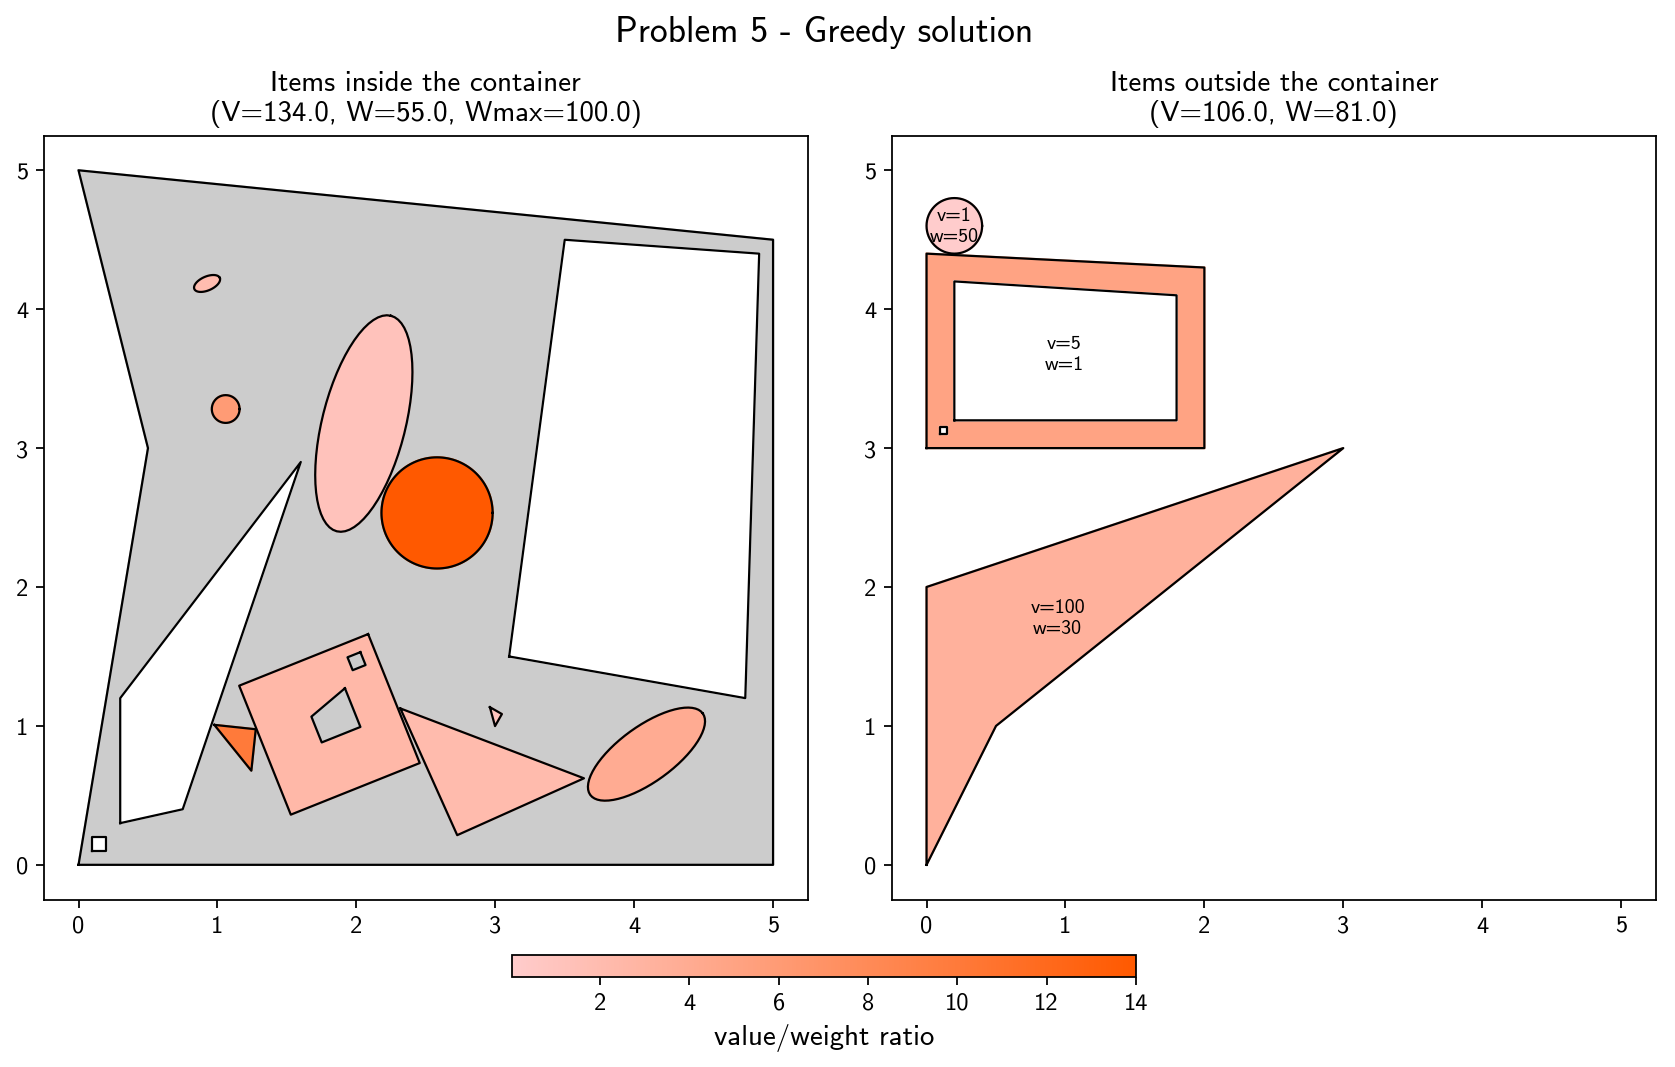 Problem 5 - Greedy solution
Items inside the container
(V=134.0, W=55.0, Wmax=100.0)
5
4
3
2
1
0
0 1 2 3 4 5
Items outside the container
(V=106.0, W=81.0)
5
4
3
2
1
0
v=1
w=50
v=5
w=1
v=100
w=30
0 1 2 3 4 5
2 4 6 8 10 12 14
value/weight ratio